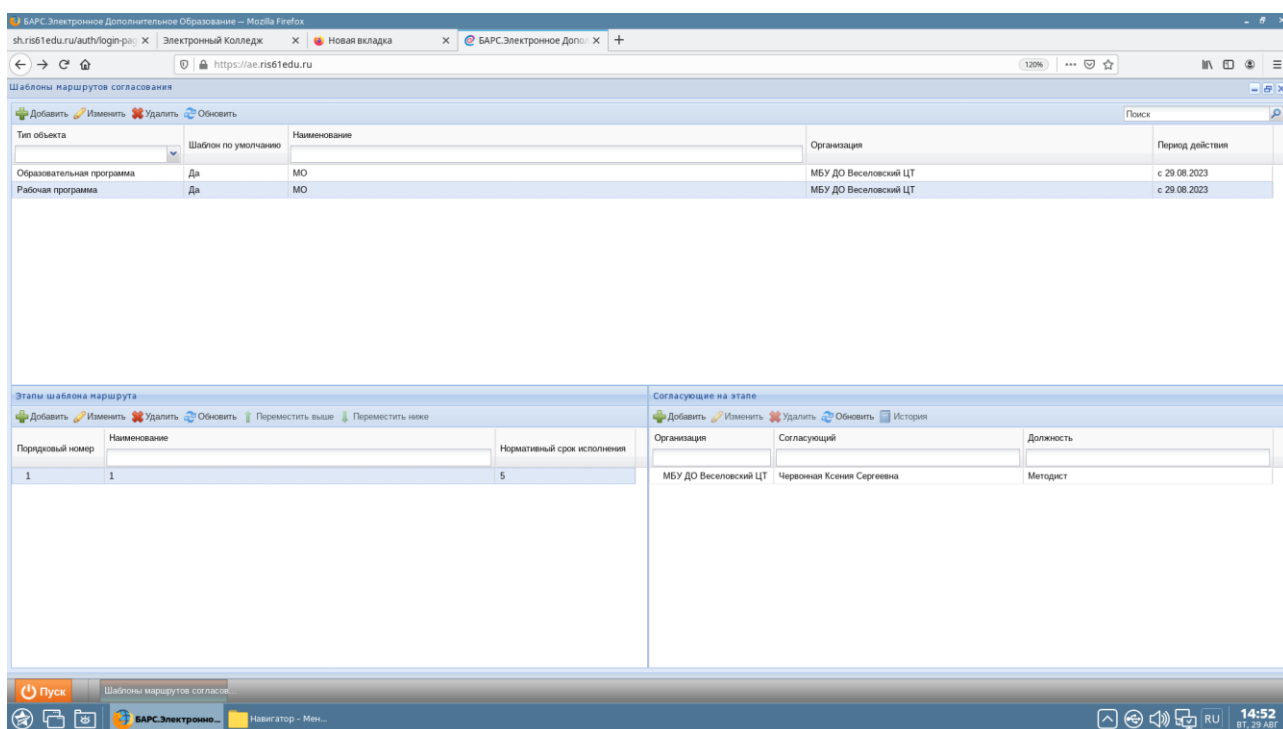 БАРС.Электронное Дополнительное Образование — Mozilla Firefox
sh.ris61edu.ru/auth/login-pag Электронный Колледж Новая вкладка БАРС.Электронное Допол
https://ae.ris61edu.ru 120%
Шаблоны маршрутов согласования
Добавить Изменить Удалить Обновить Поиск
Тип объекта Шаблон по умолчанию Наименование Организация Период действия
Образовательная программа Да МО МБУ ДО Веселовский ЦТ с 29.08.2023
Рабочая программа Да МО МБУ ДО Веселовский ЦТ с 29.08.2023
Этапы шаблона маршрута Согласующие на этапе
Добавить Изменить Удалить Обновить Переместить выше Переместить ниже Добавить Изменить Удалить Обновить История
Порядковый номер Наименование Нормативный срок исполнения Организация Согласующий Должность
1 1 5 МБУ ДО Веселовский ЦТ Червонная Ксения Сергеевна Методист
Пуск Шаблоны маршрутов согласов...
БАРС.Электронно... Навигатор - Мен... RU 14:52
ВТ, 29 АВГ